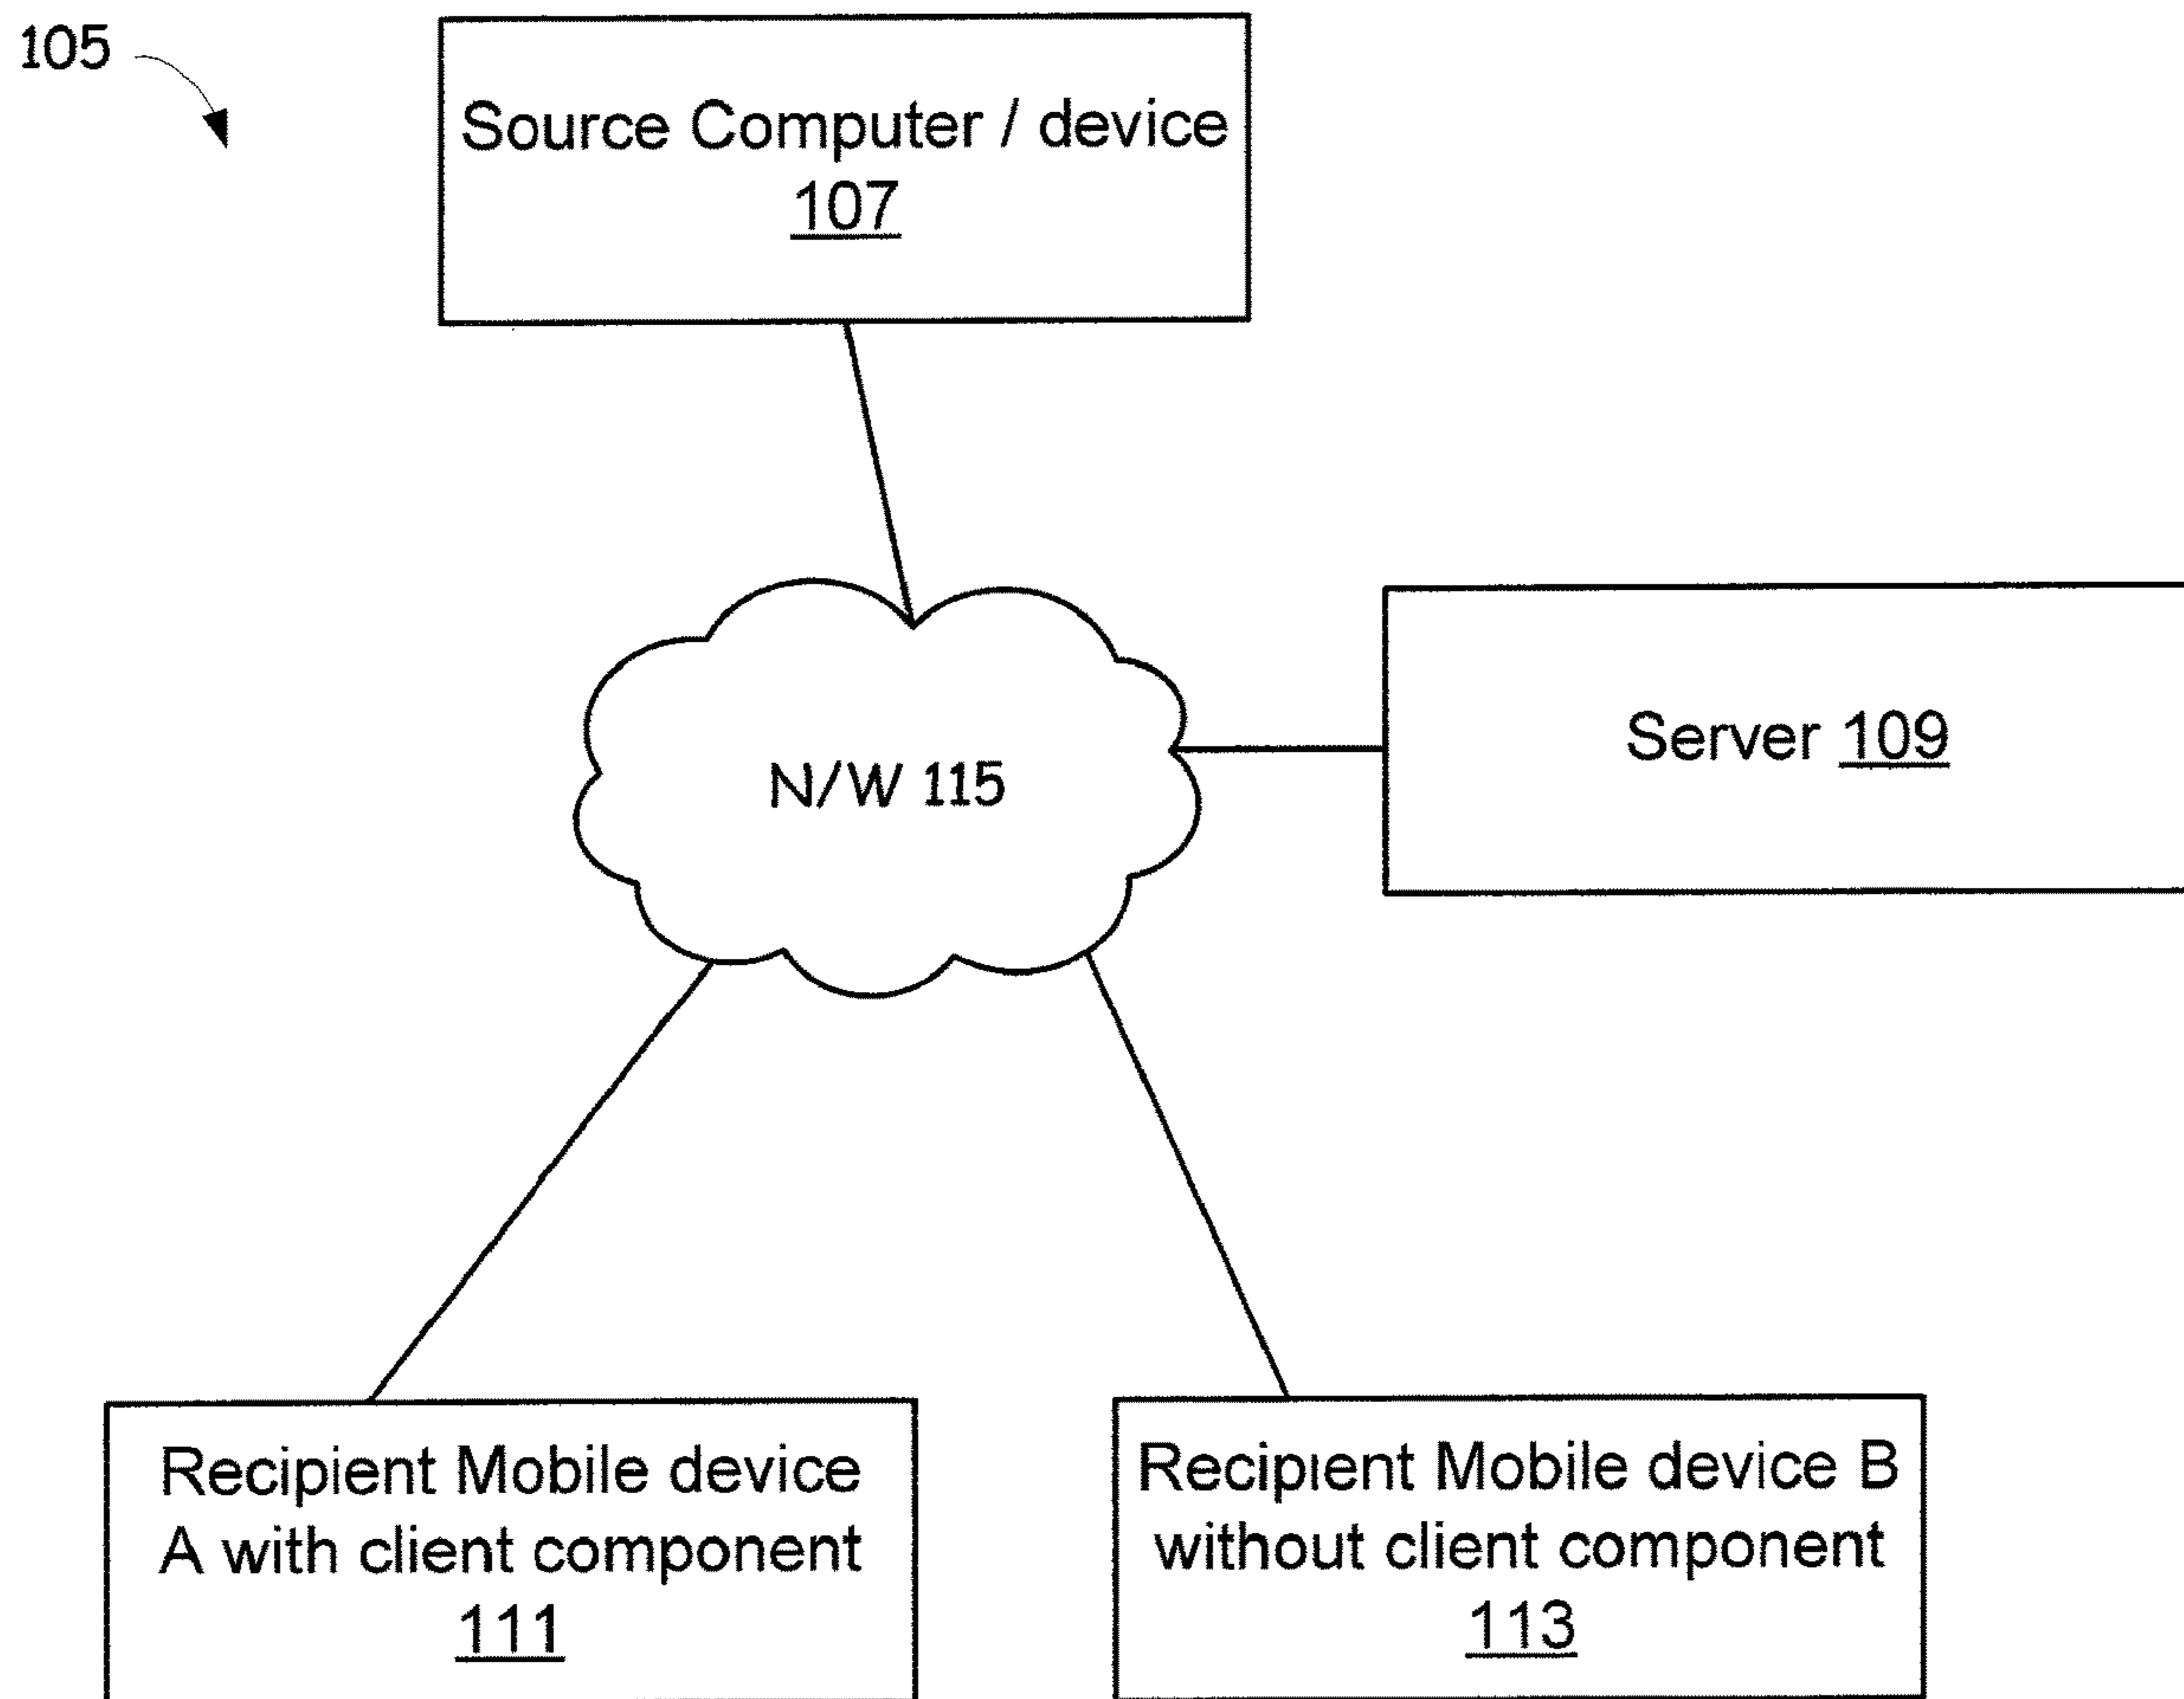 105
Source Computer / device
107
N/W 115
Server 109
Recipient Mobile device
A with client component
111
Recipient Mobile device B
without client component
113